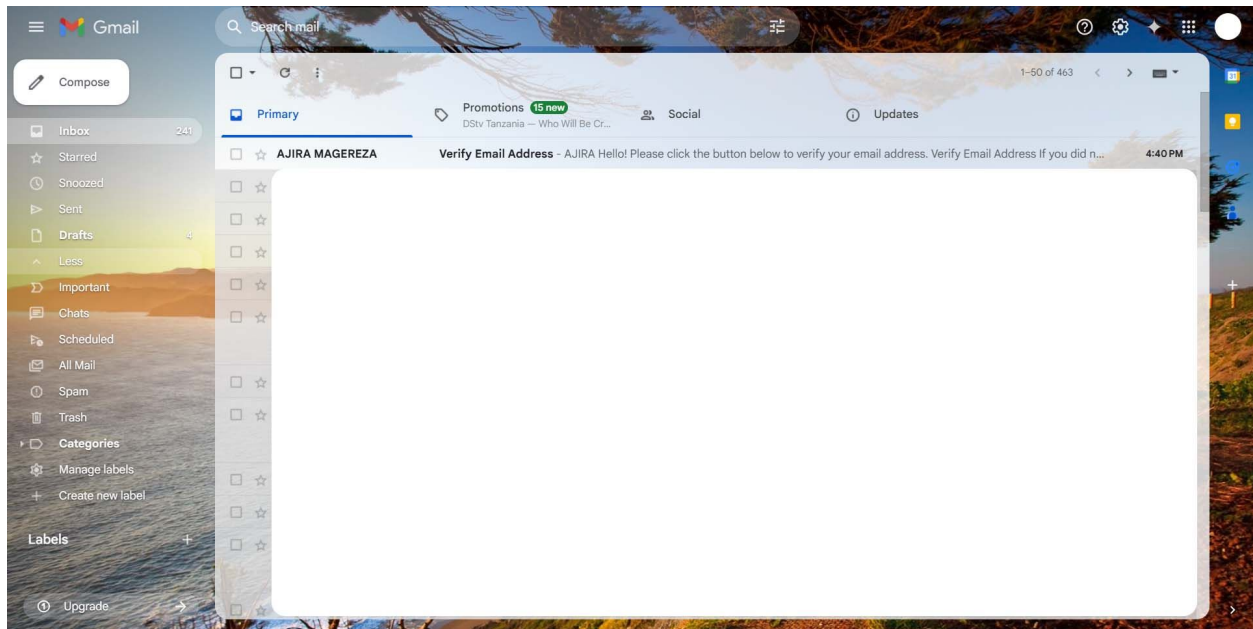 Gmail
Search mail
Compose
1–50 of 463
31
Primary
Promotions 15 new
DStv Tanzania — Who Will Be Cr...
Social
Updates
Inbox 241
Starred
Snoozed
Sent
Drafts 4
Less
Important
Chats
Scheduled
All Mail
Spam
Trash
Categories
Manage labels
Create new label
Labels
Upgrade
AJIRA MAGEREZA Verify Email Address - AJIRA Hello! Please click the button below to verify your email address. Verify Email Address If you did n... 4:40 PM